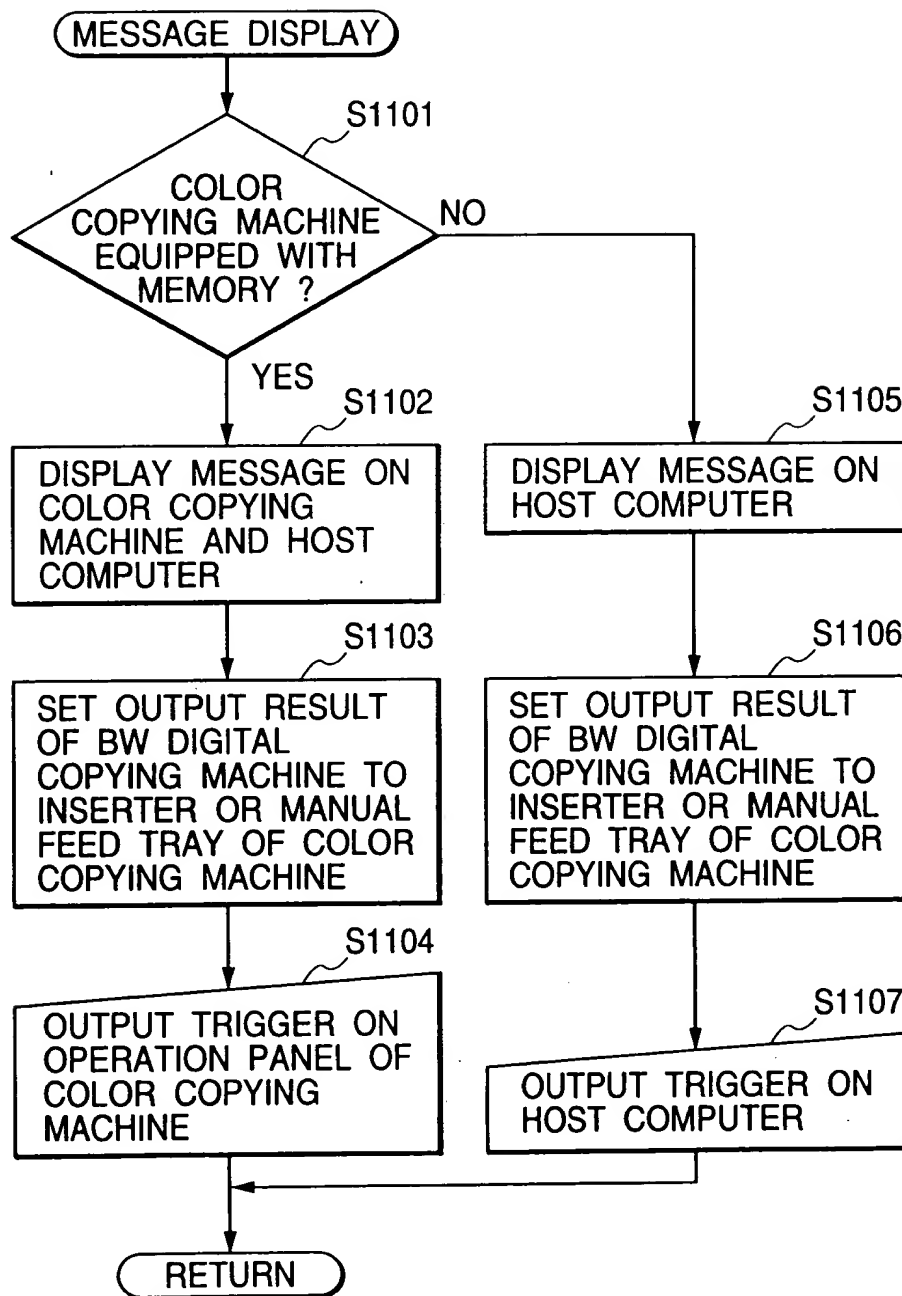 MESSAGE DISPLAY
S1101
COLOR
COPYING MACHINE
EQUIPPED WITH
MEMORY ?
NO
YES
S1102
DISPLAY MESSAGE ON
COLOR COPYING
MACHINE AND HOST
COMPUTER
S1103
SET OUTPUT RESULT
OF BW DIGITAL
COPYING MACHINE TO
INSERTER OR MANUAL
FEED TRAY OF COLOR
COPYING MACHINE
S1104
OUTPUT TRIGGER ON
OPERATION PANEL OF
COLOR COPYING
MACHINE
S1105
DISPLAY MESSAGE ON
HOST COMPUTER
S1106
SET OUTPUT RESULT
OF BW DIGITAL
COPYING MACHINE TO
INSERTER OR MANUAL
FEED TRAY OF COLOR
COPYING MACHINE
S1107
OUTPUT TRIGGER ON
HOST COMPUTER
RETURN